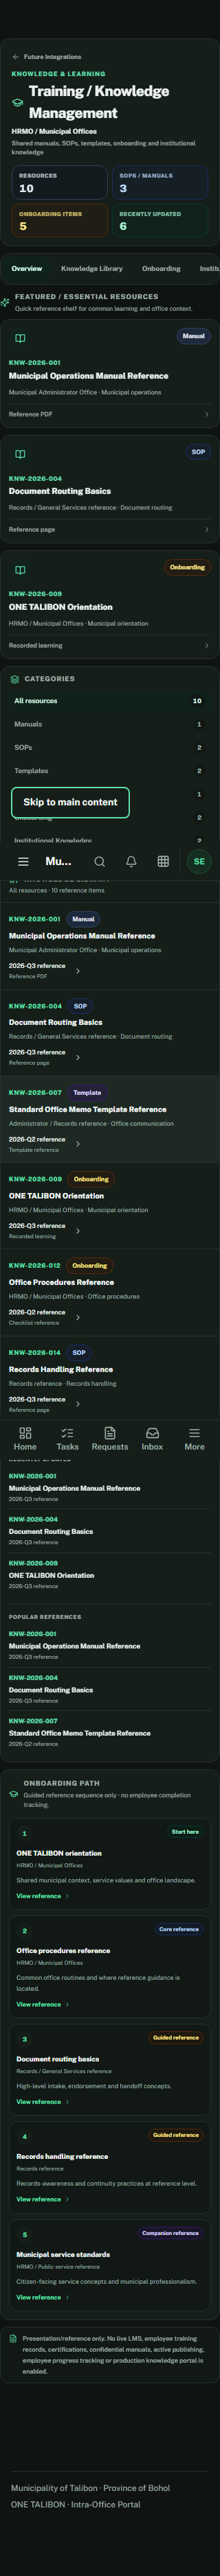 Future Integrations
KNOWLEDGE & LEARNING
Training / Knowledge
Management
HRMO / Municipal Offices
Shared manuals, SOPs, templates, onboarding and institutional
knowledge
RESOURCES
10
SOPS / MANUALS
3
ONBOARDING ITEMS
5
RECENTLY UPDATED
6
Overview
Knowledge Library
Onboarding
FEATURED / ESSENTIAL RESOURCES
Quick reference shelf for common learning and office context.
Manual
KNW-2026-001
Municipal Operations Manual Reference
Municipal Administrator Office · Municipal operations
Reference PDF
SOP
KNW-2026-004
Document Routing Basics
Records / General Services reference · Document routing
Reference page
Onboarding
KNW-2026-009
ONE TALIBON Orientation
HRMO / Municipal Offices · Municipal orientation
Recorded learning
CATEGORIES
All resources 10
Manuals 1
SOPs 2
Templates 2
1
Skip to main content
2
Institutional Knowledge
Mu...
SE
All resources · 10 reference items
KNW-2026-001 Manual
Municipal Operations Manual Reference
Municipal Administrator Office · Municipal operations
2026-Q3 reference
Reference PDF
KNW-2026-004 SOP
Document Routing Basics
Records / General Services reference · Document routing
2026-Q3 reference
Reference page
KNW-2026-007 Template
Standard Office Memo Template Reference
Administrator / Records reference · Office communication
2026-Q2 reference
Template reference
KNW-2026-009 Onboarding
ONE TALIBON Orientation
HRMO / Municipal Offices · Municipal orientation
2026-Q3 reference
Recorded learning
KNW-2026-012 Onboarding
Office Procedures Reference
HRMO / Municipal Offices · Office procedures
2026-Q2 reference
Checklist reference
KNW-2026-014 SOP
Records Handling Reference
Records reference · Records handling
2026-Q3 reference
Reference page
Home
Tasks
Requests
Inbox
More
KNW-2026-001
Municipal Operations Manual Reference
2026-Q3 reference
KNW-2026-004
Document Routing Basics
2026-Q3 reference
KNW-2026-009
ONE TALIBON Orientation
2026-Q3 reference
POPULAR REFERENCES
KNW-2026-001
Municipal Operations Manual Reference
2026-Q3 reference
KNW-2026-004
Document Routing Basics
2026-Q3 reference
KNW-2026-007
Standard Office Memo Template Reference
2026-Q2 reference
ONBOARDING PATH
Guided reference sequence only · no employee completion
tracking.
1 Start here
ONE TALIBON orientation
HRMO / Municipal Offices
Shared municipal context, service values and office landscape.
View reference
2 Core reference
Office procedures reference
HRMO / Municipal Offices
Common office routines and where reference guidance is
located.
View reference
3 Guided reference
Document routing basics
Records / General Services reference
High-level intake, endorsement and handoff concepts.
View reference
4 Guided reference
Records handling reference
Records reference
Records-awareness and continuity practices at reference level.
View reference
5 Companion reference
Municipal service standards
HRMO / Public service reference
Citizen-facing service concepts and municipal professionalism.
View reference
Presentation/reference only. No live LMS, employee training
records, certifications, confidential manuals, active publishing,
employee progress tracking or production knowledge portal is
enabled.
Municipality of Talibon · Province of Bohol
ONE TALIBON · Intra-Office Portal